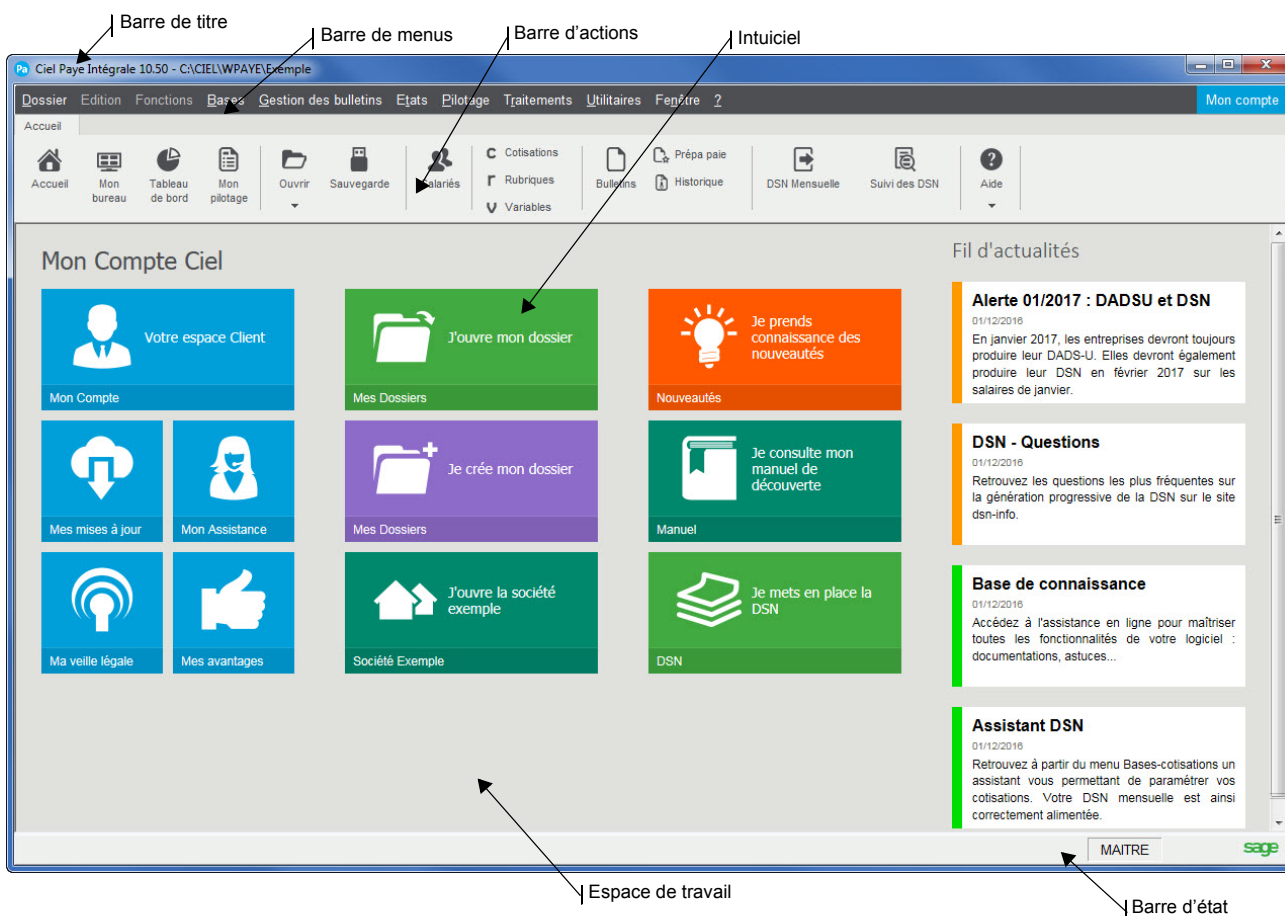 Barre de titre
Barre de menus
Barre d'actions
Intuiciel
Pa Ciel Paye Intégrale 10.50 - C:\CIEL\WPAYE\Exemple
Dossier Edition Fonctions Bases Gestion des bulletins Etats Pilotage Traitements Utilitaires Fenêtre ? Mon compte
Accueil
Accueil
Mon bureau
Tableau de bord
Mon pilotage
Ouvrir
Sauvegarde
Salariés
C Cotisations
r Rubriques
V Variables
Bulletins
Prépa paie
Historique
DSN Mensuelle
Suivi des DSN
Aide
Mon Compte Ciel
Votre espace Client
Mon Compte
Mes mises à jour
Mon Assistance
Ma veille légale
Mes avantages
J'ouvre mon dossier
Mes Dossiers
Je crée mon dossier
Mes Dossiers
J'ouvre la société
exemple
Société Exemple
Je prends
connaissance des
nouveautés
Nouveautés
Je consulte mon
manuel de
découverte
Manuel
Je mets en place la
DSN
DSN
Fil d'actualités
Alerte 01/2017 : DADSU et DSN
01/12/2016
En janvier 2017, les entreprises devront toujours
produire leur DADS-U. Elles devront également
produire leur DSN en février 2017 sur les
salaires de janvier.
DSN - Questions
01/12/2016
Retrouvez les questions les plus fréquentes sur
la génération progressive de la DSN sur le site
dsn-info.
Base de connaissance
01/12/2016
Accédez à l'assistance en ligne pour maîtriser
toutes les fonctionnalités de votre logiciel :
documentations, astuces...
Assistant DSN
01/12/2016
Retrouvez à partir du menu Bases-cotisations un
assistant vous permettant de paramétrer vos
cotisations. Votre DSN mensuelle est ainsi
correctement alimentée.
MAITRE
sage
Espace de travail
Barre d'état